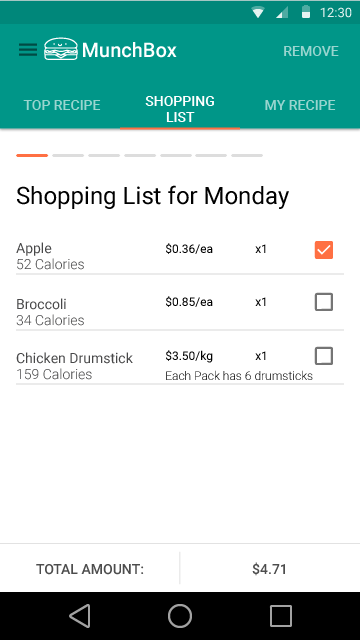 12:30
MunchBox
REMOVE
TOP RECIPE
SHOPPING
LIST
MY RECIPE
Shopping List for Monday
Apple $0.36/ea x1
52 Calories
Broccoli $0.85/ea x1
34 Calories
Chicken Drumstick $3.50/kg x1
159 Calories Each Pack has 6 drumsticks
TOTAL AMOUNT: $4.71